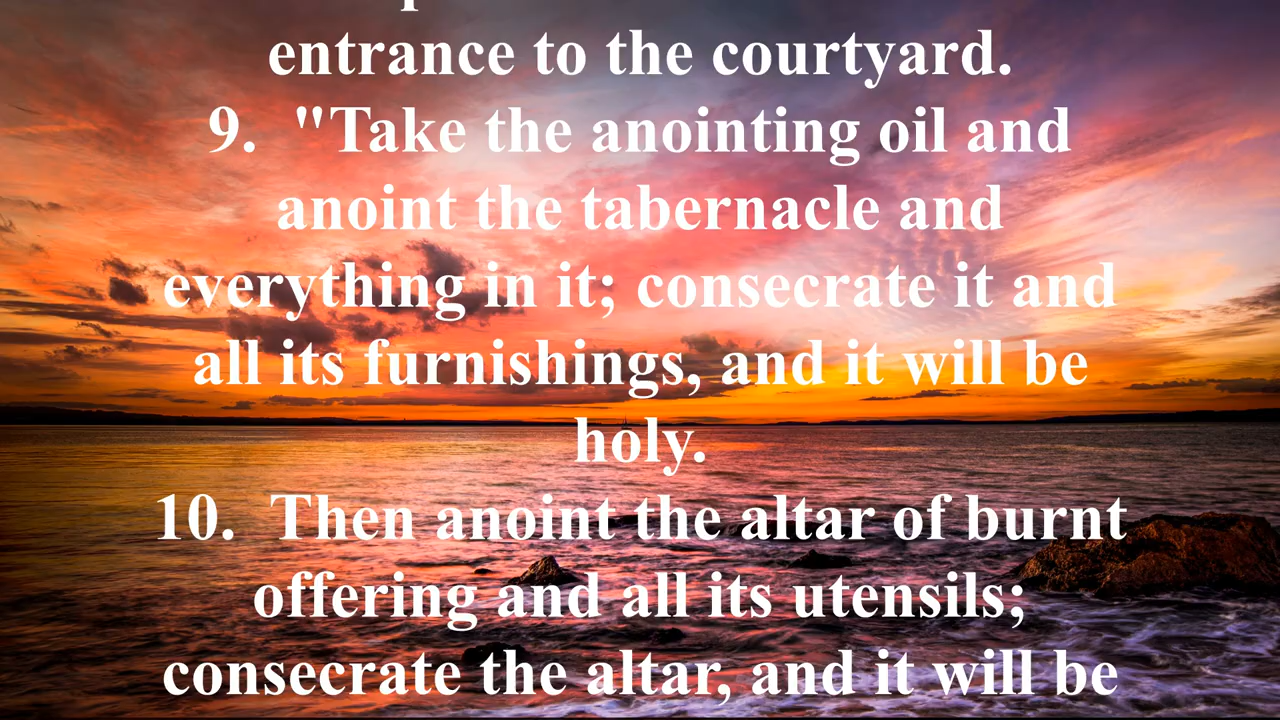 entrance to the courtyard.
9. "Take the anointing oil and
anoint the tabernacle and
everything in it; consecrate it and
all its furnishings, and it will be
holy.
10. Then anoint the altar of burnt
offering and all its utensils;
consecrate the altar, and it will be